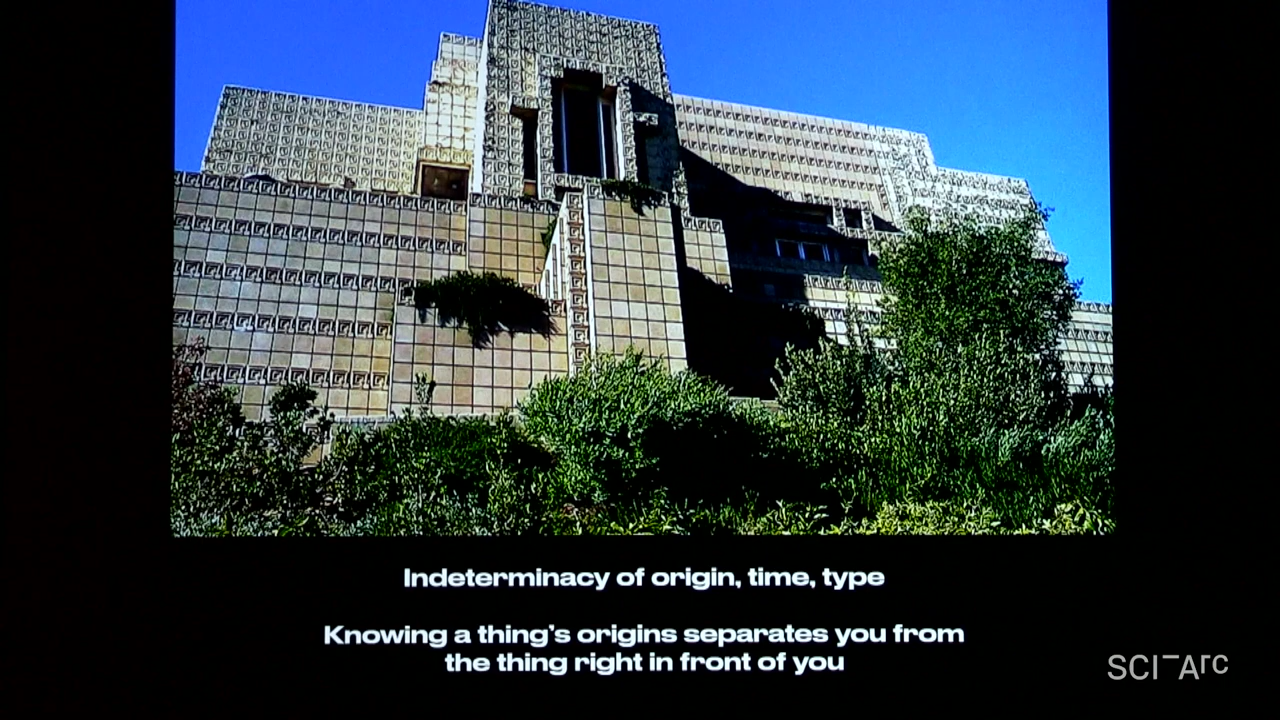 Indeterminacy of origin, time, type
Knowing a thing's origins separates you from
the thing right in front of you
SCI-Arc